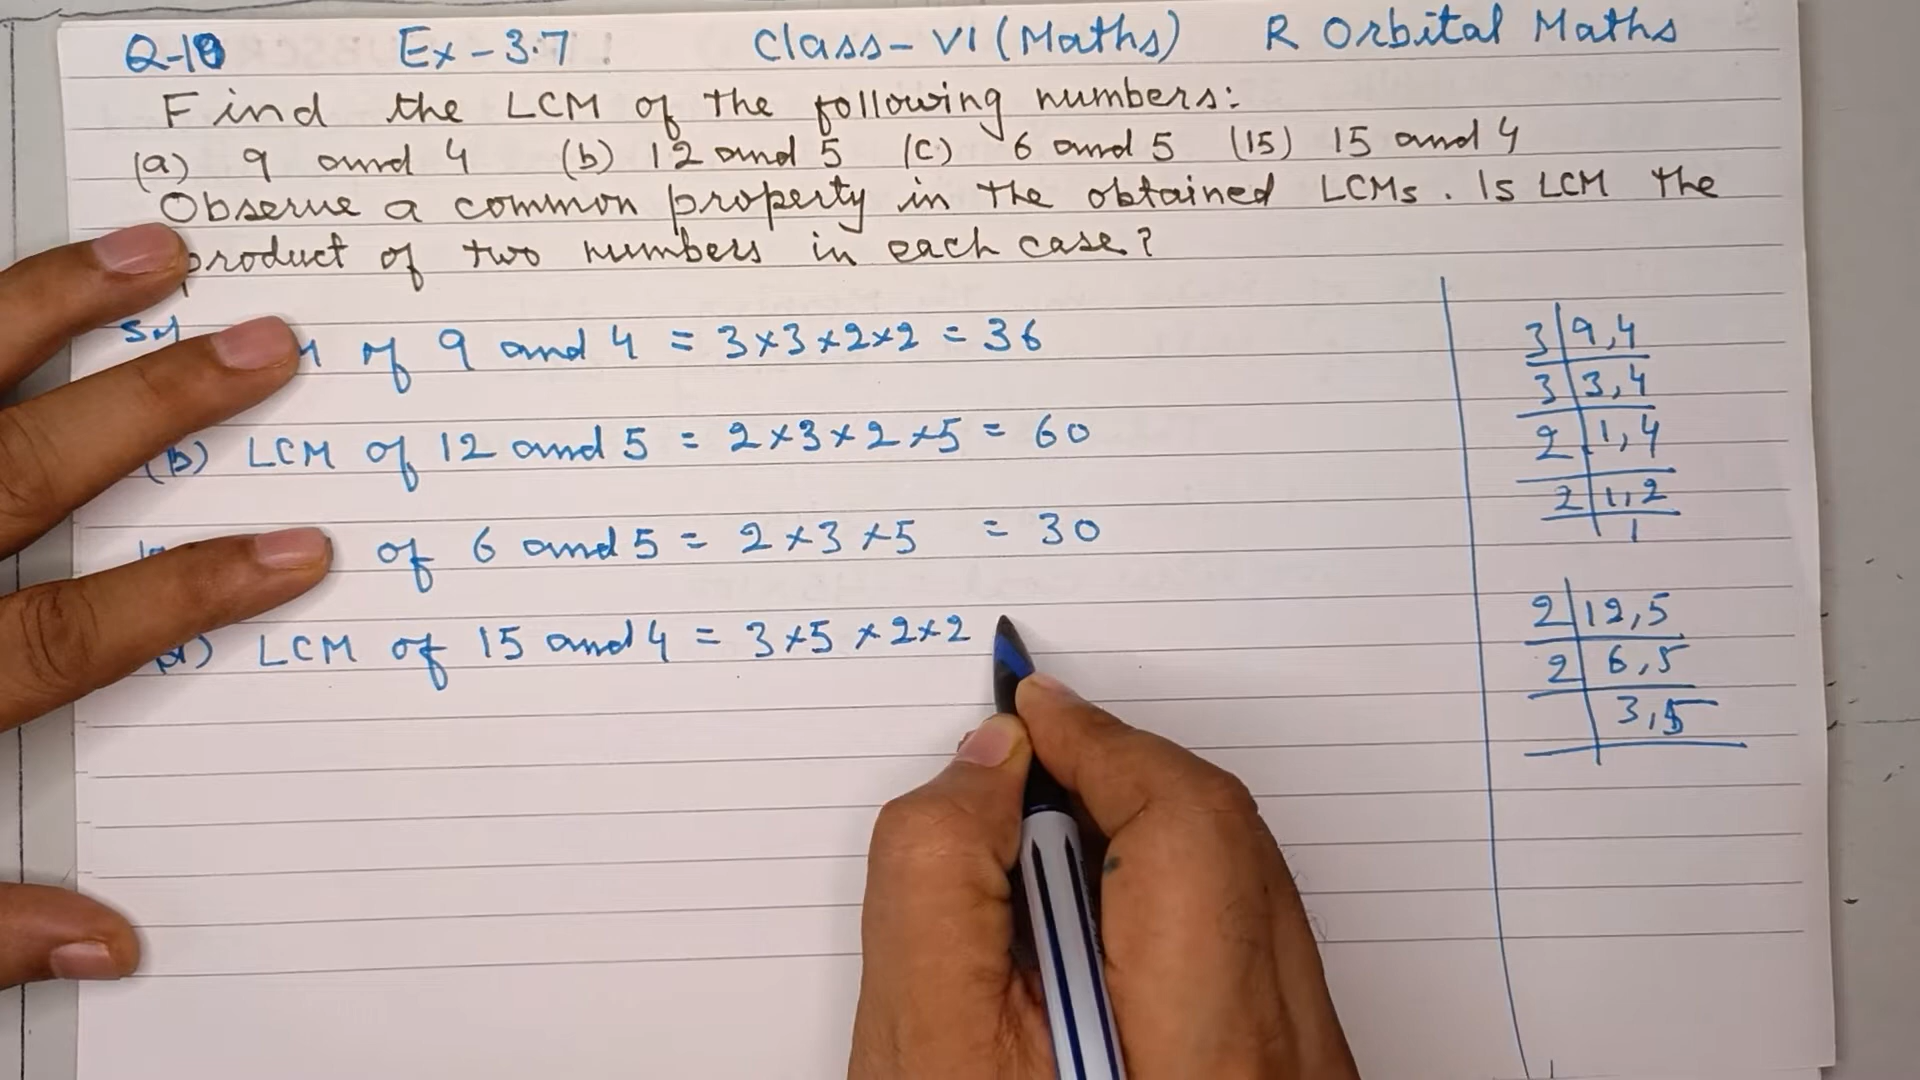 Q-10 Ex-3.7 Class-VI (Maths) R Orbital Maths
Find the LCM of the following numbers:
(a) 9 and 4 (b) 12 and 5 (c) 6 and 5 (15) 15 and 4
Observe a common property in the obtained LCMs. Is LCM the
product of two numbers in each case?
of 9 and 4 = 3×3×2×2 = 36
(b) LCM of 12 and 5 = 2×3×2×5 = 60
of 6 and 5 = 2×3×5 = 30
LCM of 15 and 4 = 3×5×2×2
3|9,4
3|3,4
2|1,4
2|1,2
1
2|12,5
2|6,5
3,5